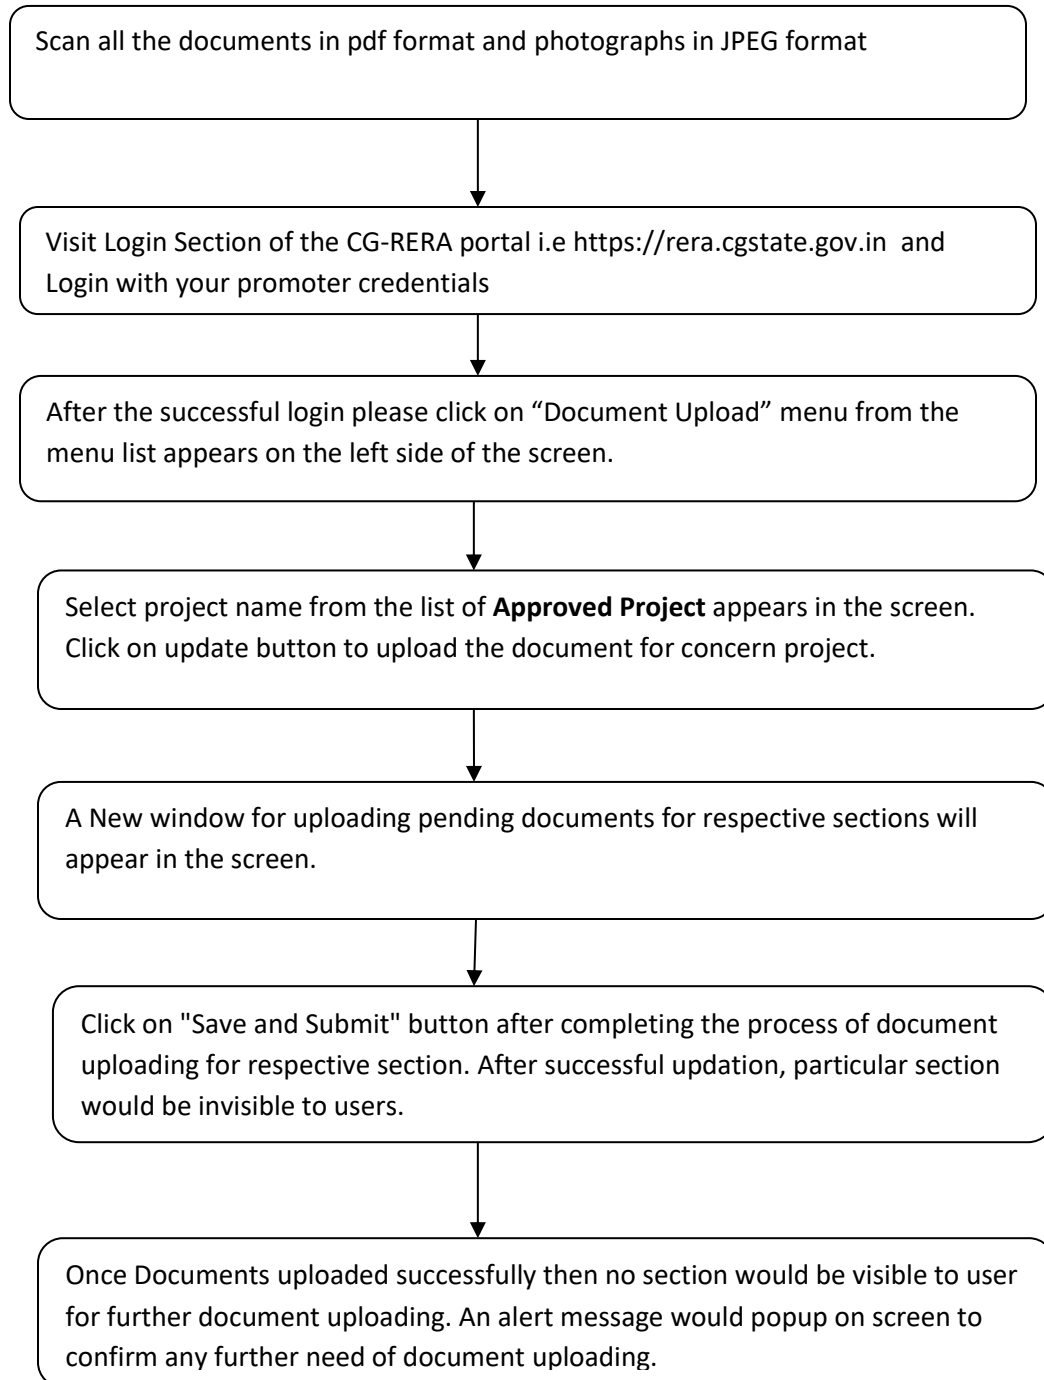 Scan all the documents in pdf format and photographs in JPEG format
Visit Login Section of the CG-RERA portal i.e https://rera.cgstate.gov.in  and
Login with your promoter credentials
After the successful login please click on “Document Upload” menu from the
menu list appears on the left side of the screen.
Select project name from the list of Approved Project appears in the screen.
Click on update button to upload the document for concern project.
A New window for uploading pending documents for respective sections will
appear in the screen.
Click on "Save and Submit" button after completing the process of document
uploading for respective section. After successful updation, particular section
would be invisible to users.
Once Documents uploaded successfully then no section would be visible to user
for further document uploading. An alert message would popup on screen to
confirm any further need of document uploading.